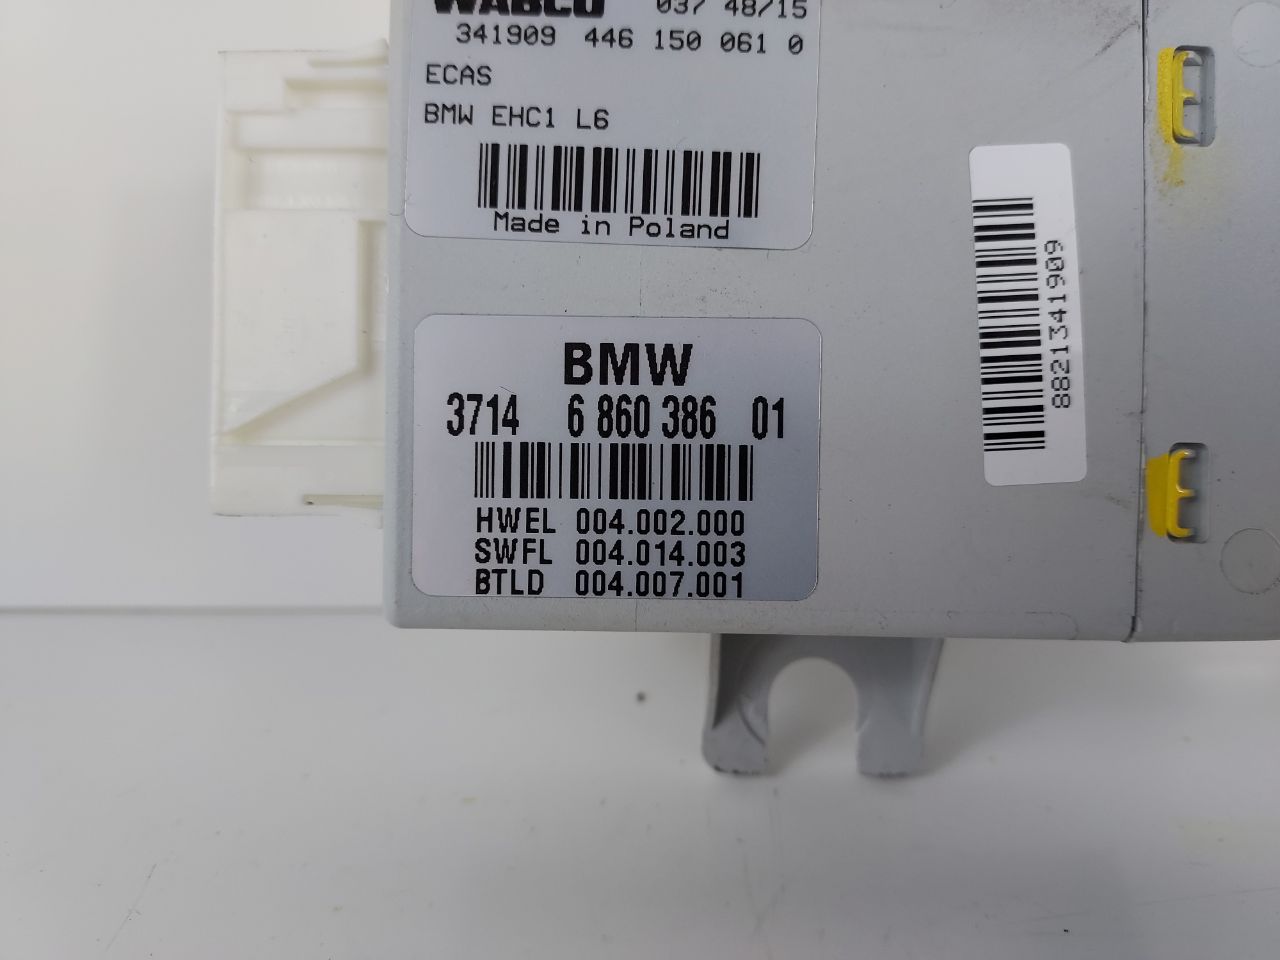 WABCO 037 48/15
341909 446 150 061 0
ECAS
BMW EHC1 L6
Made in Poland
8821341909
BMW
3714 6 860 386 01
HWEL 004.002.000
SWFL 004.014.003
BTLD 004.007.001